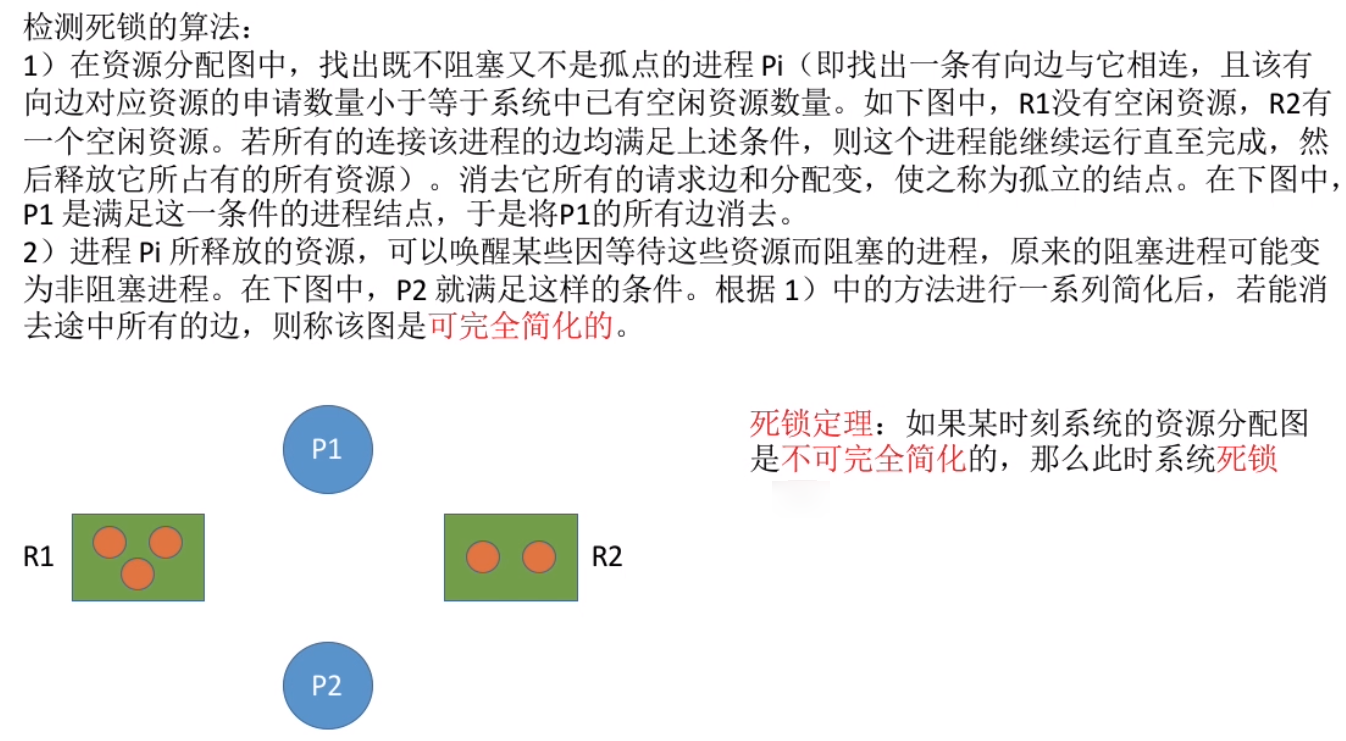 检测死锁的算法：
1）在资源分配图中，找出既不阻塞又不是孤点的进程 Pi（即找出一条有向边与它相连，且该有
向边对应资源的申请数量小于等于系统中已有空闲资源数量。如下图中，R1没有空闲资源，R2有
一个空闲资源。若所有的连接该进程的边均满足上述条件，则这个进程能继续运行直至完成，然
后释放它所占有的所有资源）。消去它所有的请求边和分配变，使之称为孤立的结点。在下图中，
P1 是满足这一条件的进程结点，于是将P1的所有边消去。
2）进程 Pi 所释放的资源，可以唤醒某些因等待这些资源而阻塞的进程，原来的阻塞进程可能变
为非阻塞进程。在下图中，P2 就满足这样的条件。根据 1）中的方法进行一系列简化后，若能消
去途中所有的边，则称该图是可完全简化的。
死锁定理：如果某时刻系统的资源分配图
是不可完全简化的，那么此时系统死锁
P1
R1
R2
P2